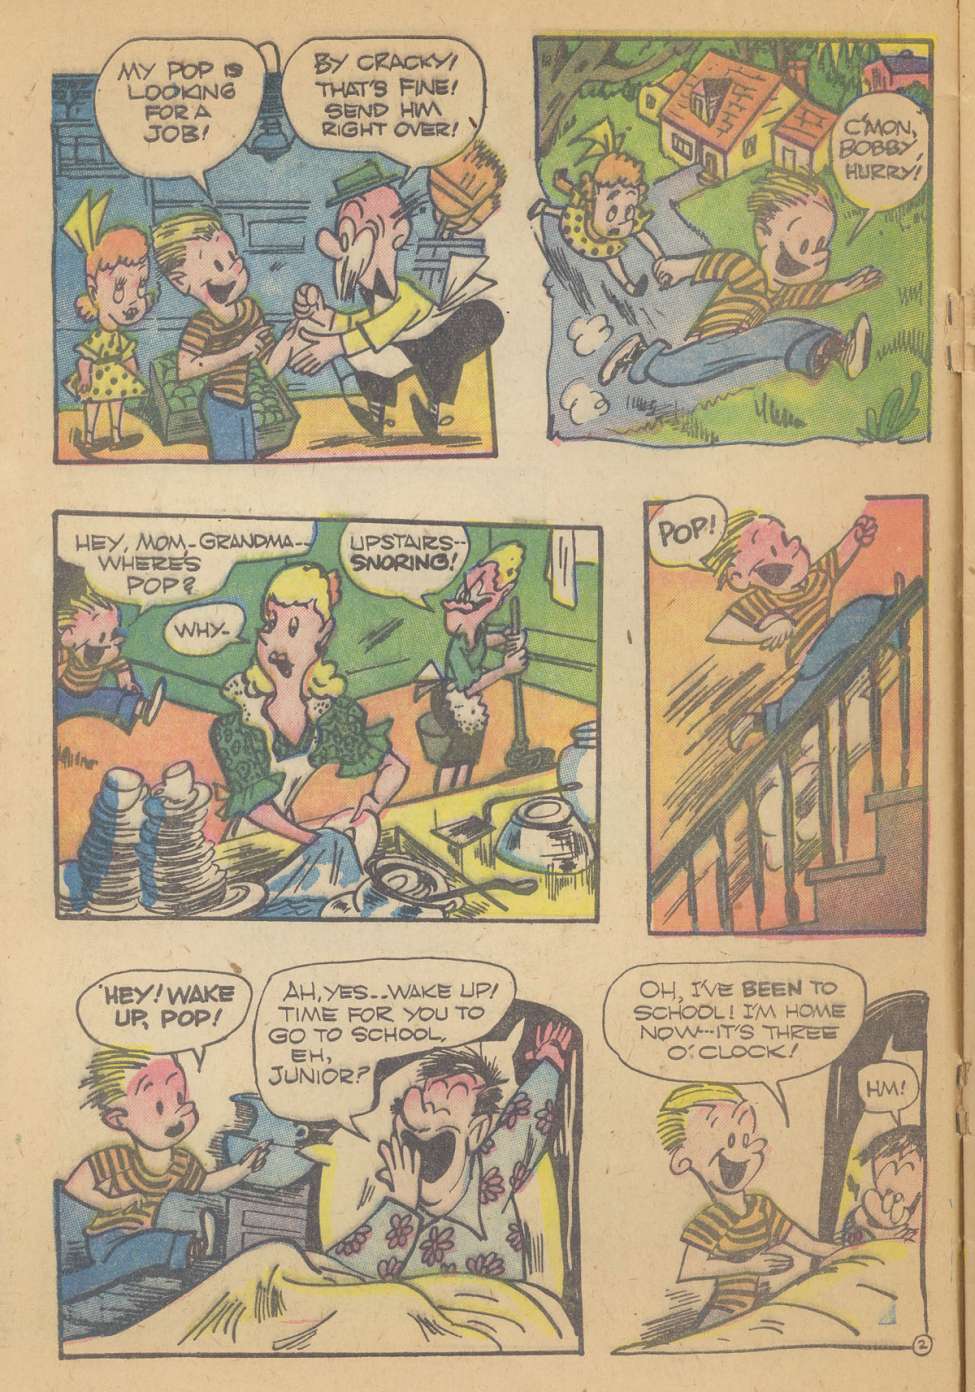 MY POP IS
LOOKING
FOR A
JOB!
BY CRACKY!
THAT'S FINE!
SEND HIM
RIGHT OVER!
C'MON,
BOBBY,
HURRY!
HEY, MOM,-GRANDMA--
WHERE'S
POP?
WHY-
UPSTAIRS--
SNORING!
POP!
HEY! WAKE
UP, POP!
AH, YES--WAKE UP!
TIME FOR YOU TO
GO TO SCHOOL,
EH,
JUNIOR?
OH, I'VE BEEN TO
SCHOOL! I'M HOME
NOW--IT'S THREE
O'CLOCK!
HM!
2